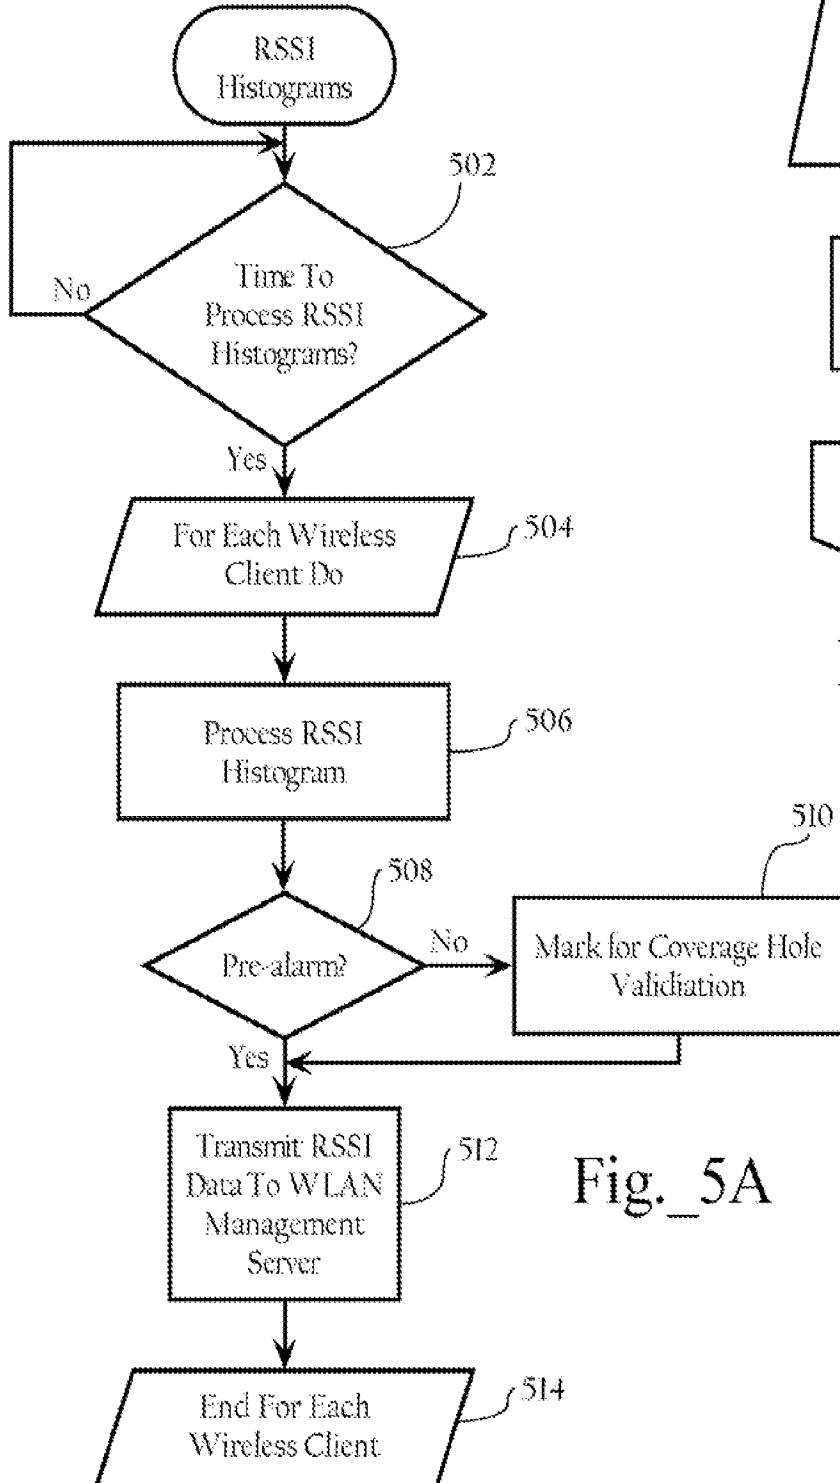 RSSI
Histograms
502
Time To
Process RSSI
Histograms?
No
Yes
For Each Wireless
Client Do
504
Process RSSI
Histogram
506
508
Pre-alarm?
No
510
Mark for Coverage Hole
Validiation
Yes
Transmit RSSI
Data To WLAN
Management
Server
512
Fig._5A
End For Each
Wireless Client
514